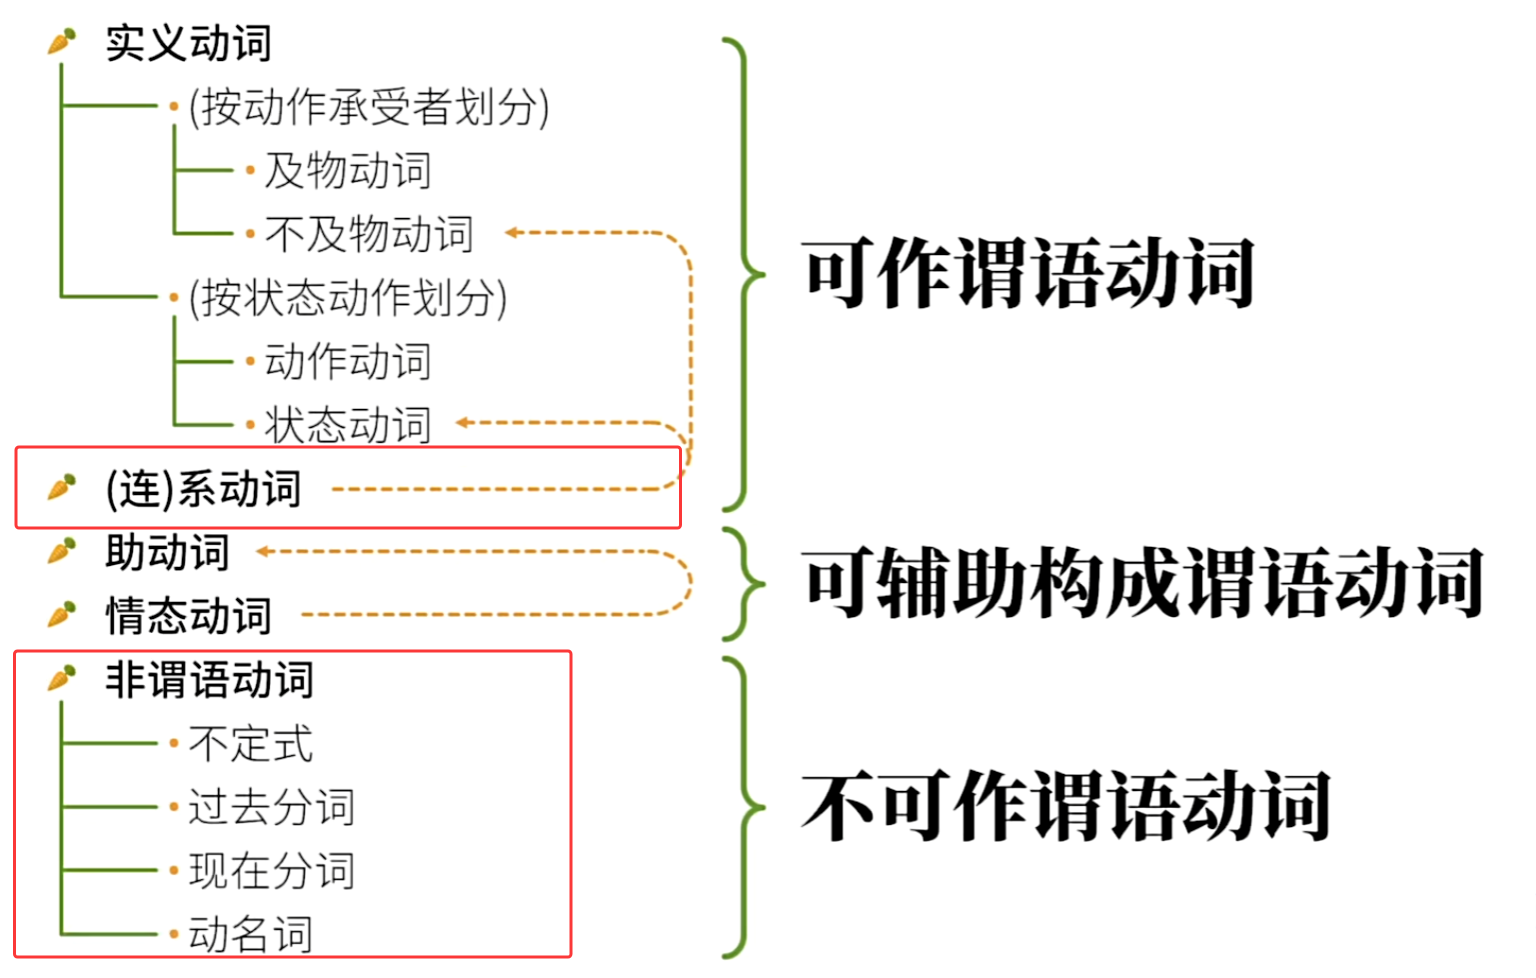 实义动词
(按动作承受者划分)
及物动词
不及物动词
(按状态动作划分)
动作动词
状态动词
(连)系动词
可作谓语动词
助动词
情态动词
可辅助构成谓语动词
非谓语动词
不定式
过去分词
现在分词
动名词
不可作谓语动词